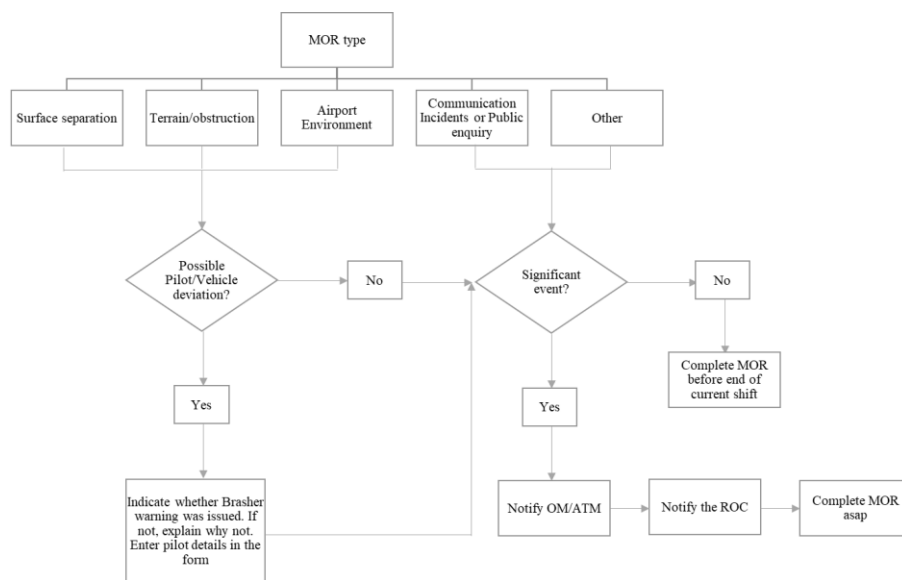 MOR type
Surface separation
Terrain/obstruction
Airport
Environment
Communication
Incidents or Public
enquiry
Other
Possible
Pilot/Vehicle
deviation?
No
Significant
event?
No
Complete MOR
before end of
current shift
Yes
Yes
Indicate whether Brasher
warning was issued. If
not, explain why not.
Enter pilot details in the
form
Notify OM/ATM
Notify the ROC
Complete MOR
asap